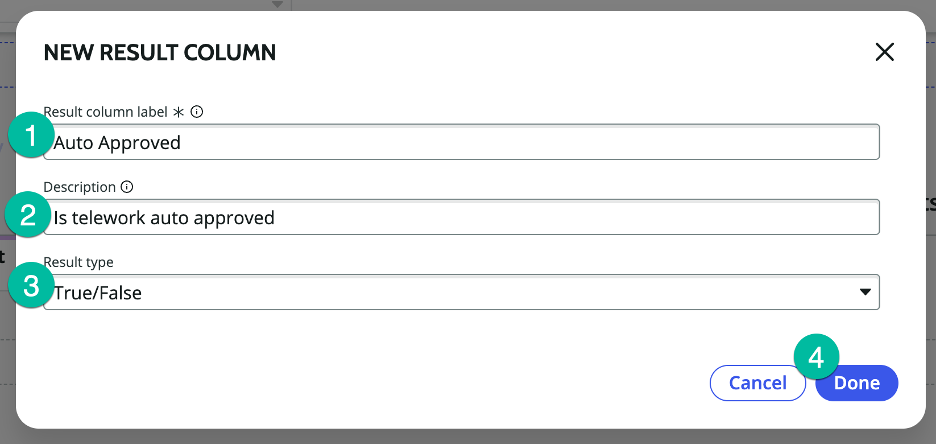 NEW RESULT COLUMN
Result column label *
1
Auto Approved
Description
2
Is telework auto approved
Result type
3
True/False
4
Cancel
Done